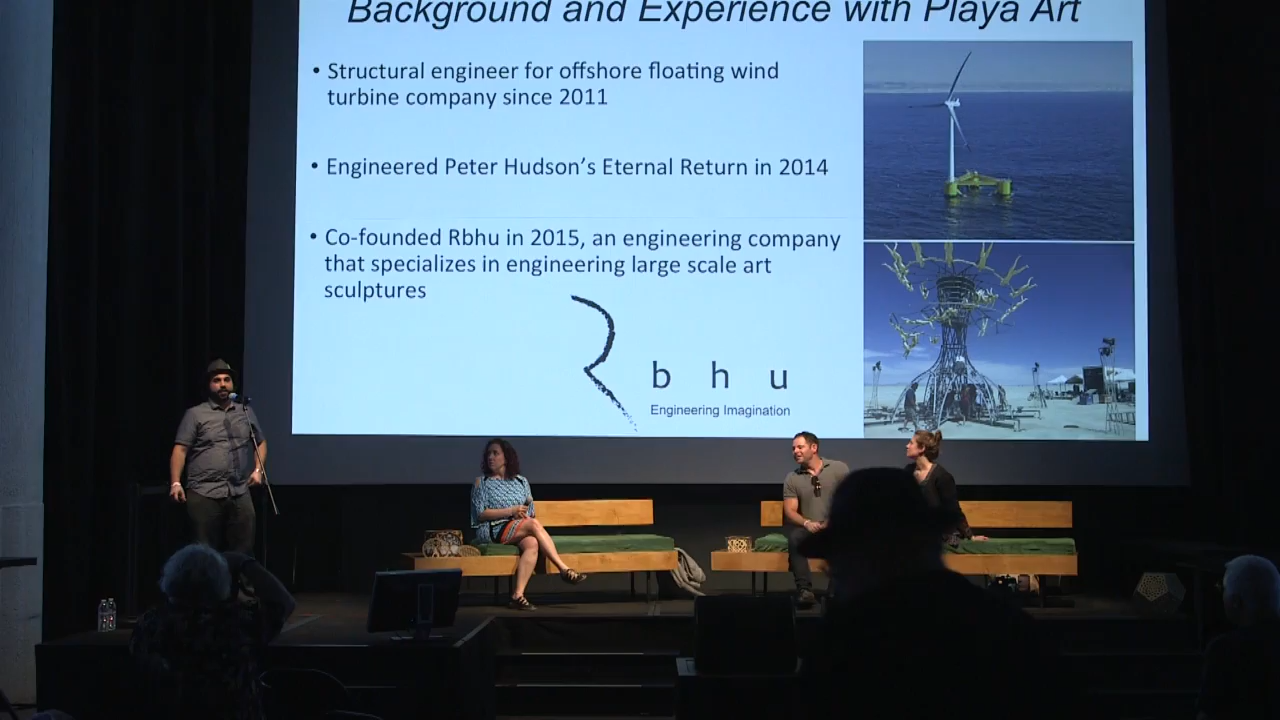 Background and Experience with Playa Art
• Structural engineer for offshore floating wind
turbine company since 2011
• Engineered Peter Hudson's Eternal Return in 2014
• Co-founded Rbhu in 2015, an engineering company
that specializes in engineering large scale art
sculptures
R b h u
Engineering Imagination